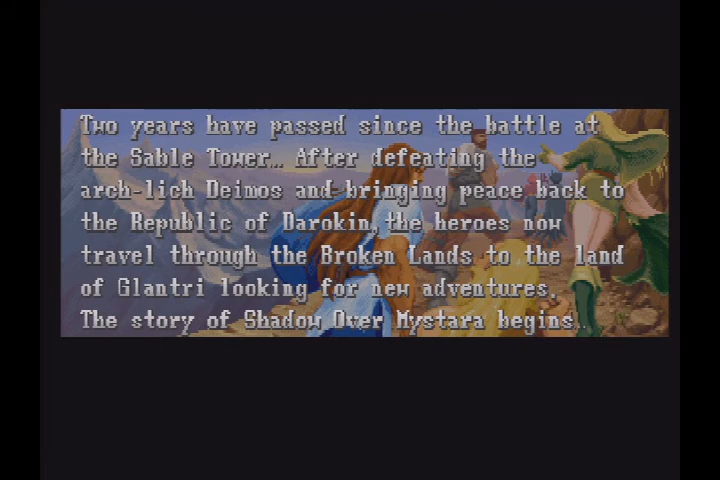 Two years have passed since the battle at
the Sable Tower... After defeating the
arch-lich Deimos and bringing peace back to
the Republic of Darokin, the heroes now
travel through the Broken Lands to the land
of Glantri looking for new adventures.
The story of Shadow Over Mystara begins..